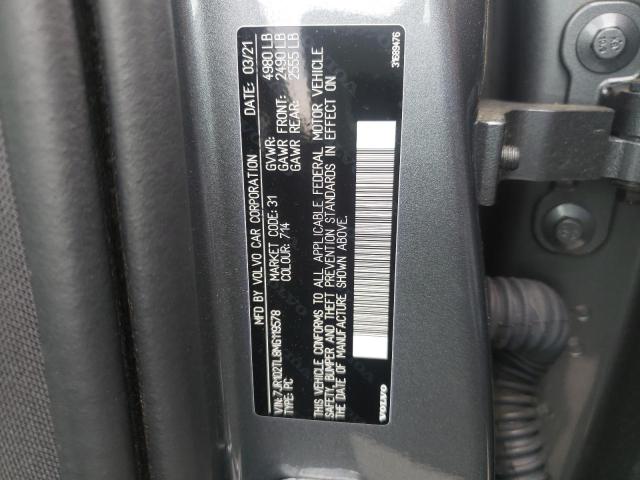 MFD BY VOLVO CAR CORPORATION DATE: 03/21
GVWR: 4980 LB
MARKET CODE: 31 GAWR FRONT: 2490 LB
COLOUR: 714 GAWR REAR: 2555 LB
VIN: 7JR102TL8MG119578
TYPE: PC
THIS VEHICLE CONFORMS TO ALL APPLICABLE FEDERAL MOTOR VEHICLE
SAFETY, BUMPER AND THEFT PREVENTION STANDARDS IN EFFECT ON
THE DATE OF MANUFACTURE SHOWN ABOVE.
VOLVO
31689476